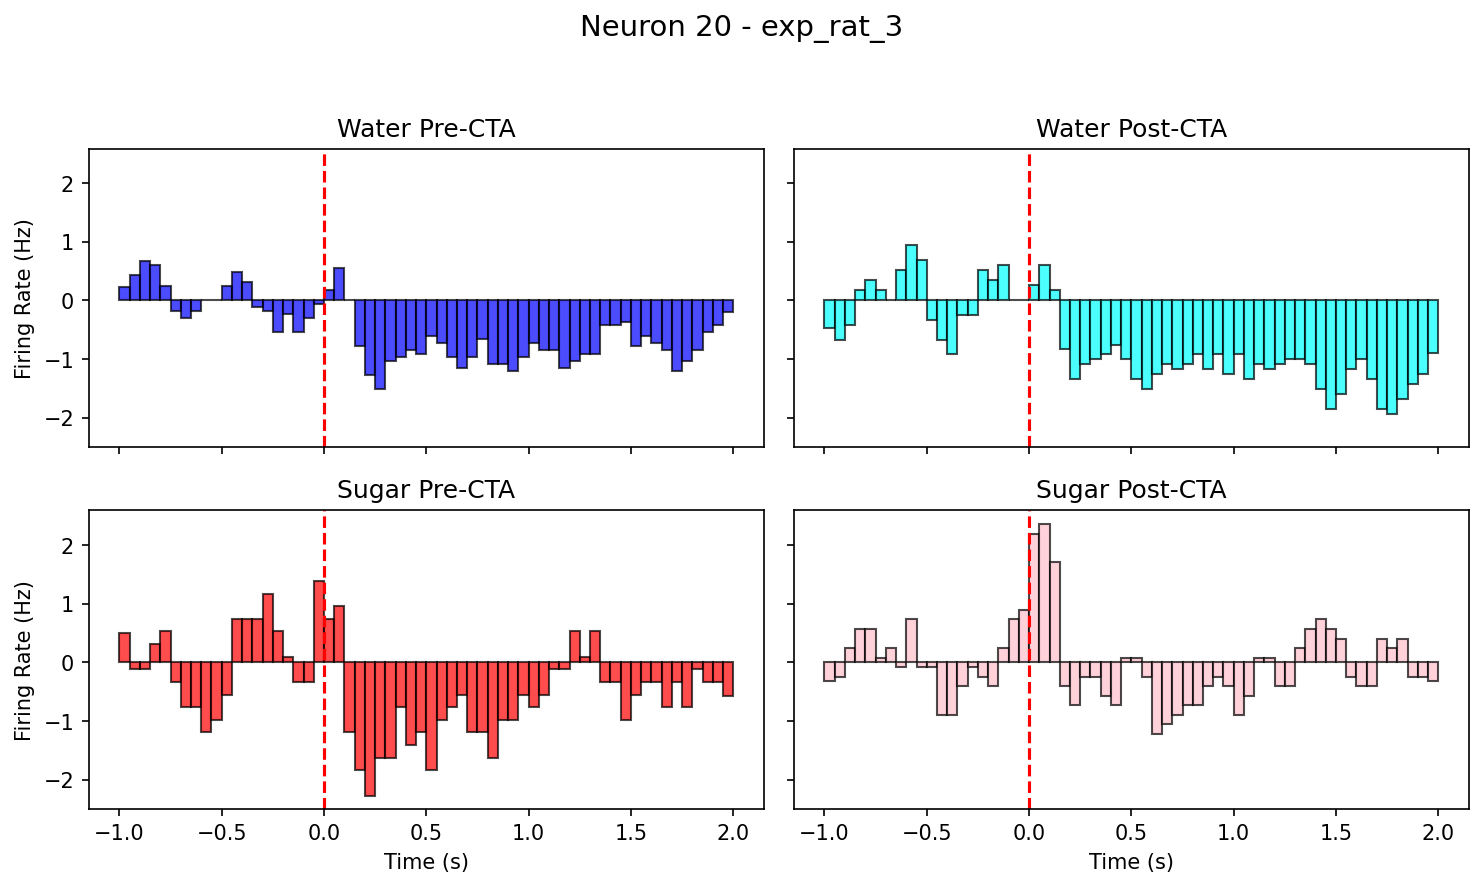 Neuron 20 - exp_rat_3
Water Pre-CTA
Water Post-CTA
Firing Rate (Hz)
2
1
0
−1
−2
Sugar Pre-CTA
Sugar Post-CTA
Firing Rate (Hz)
2
1
0
−1
−2
−1.0 −0.5 0.0 0.5 1.0 1.5 2.0
−1.0 −0.5 0.0 0.5 1.0 1.5 2.0
Time (s)
Time (s)